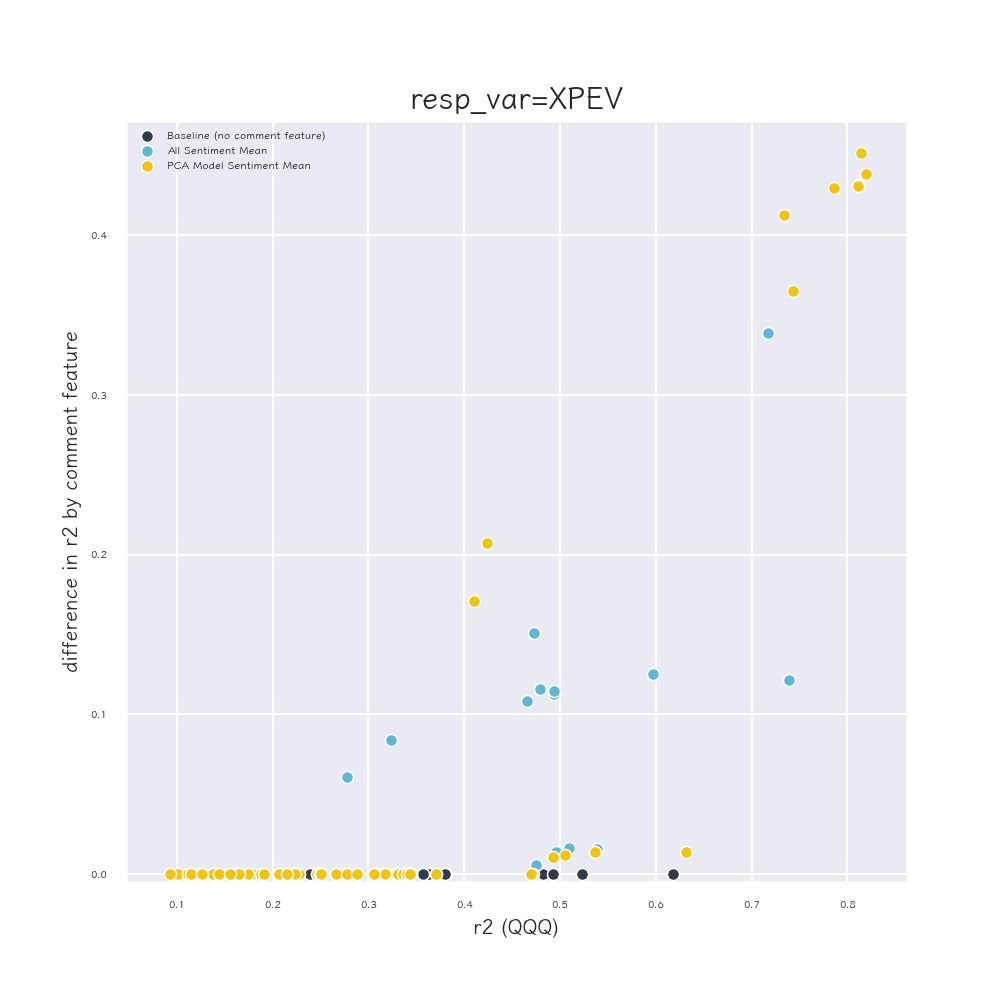 resp_var=XPEV
Baseline (no comment feature)
All Sentiment Mean
PCA Model Sentiment Mean
0.4
0.3
0.2
0.1
0.0
difference in r2 by comment feature
0.1 0.2 0.3 0.4 0.5 0.6 0.7 0.8
r2 (QQQ)